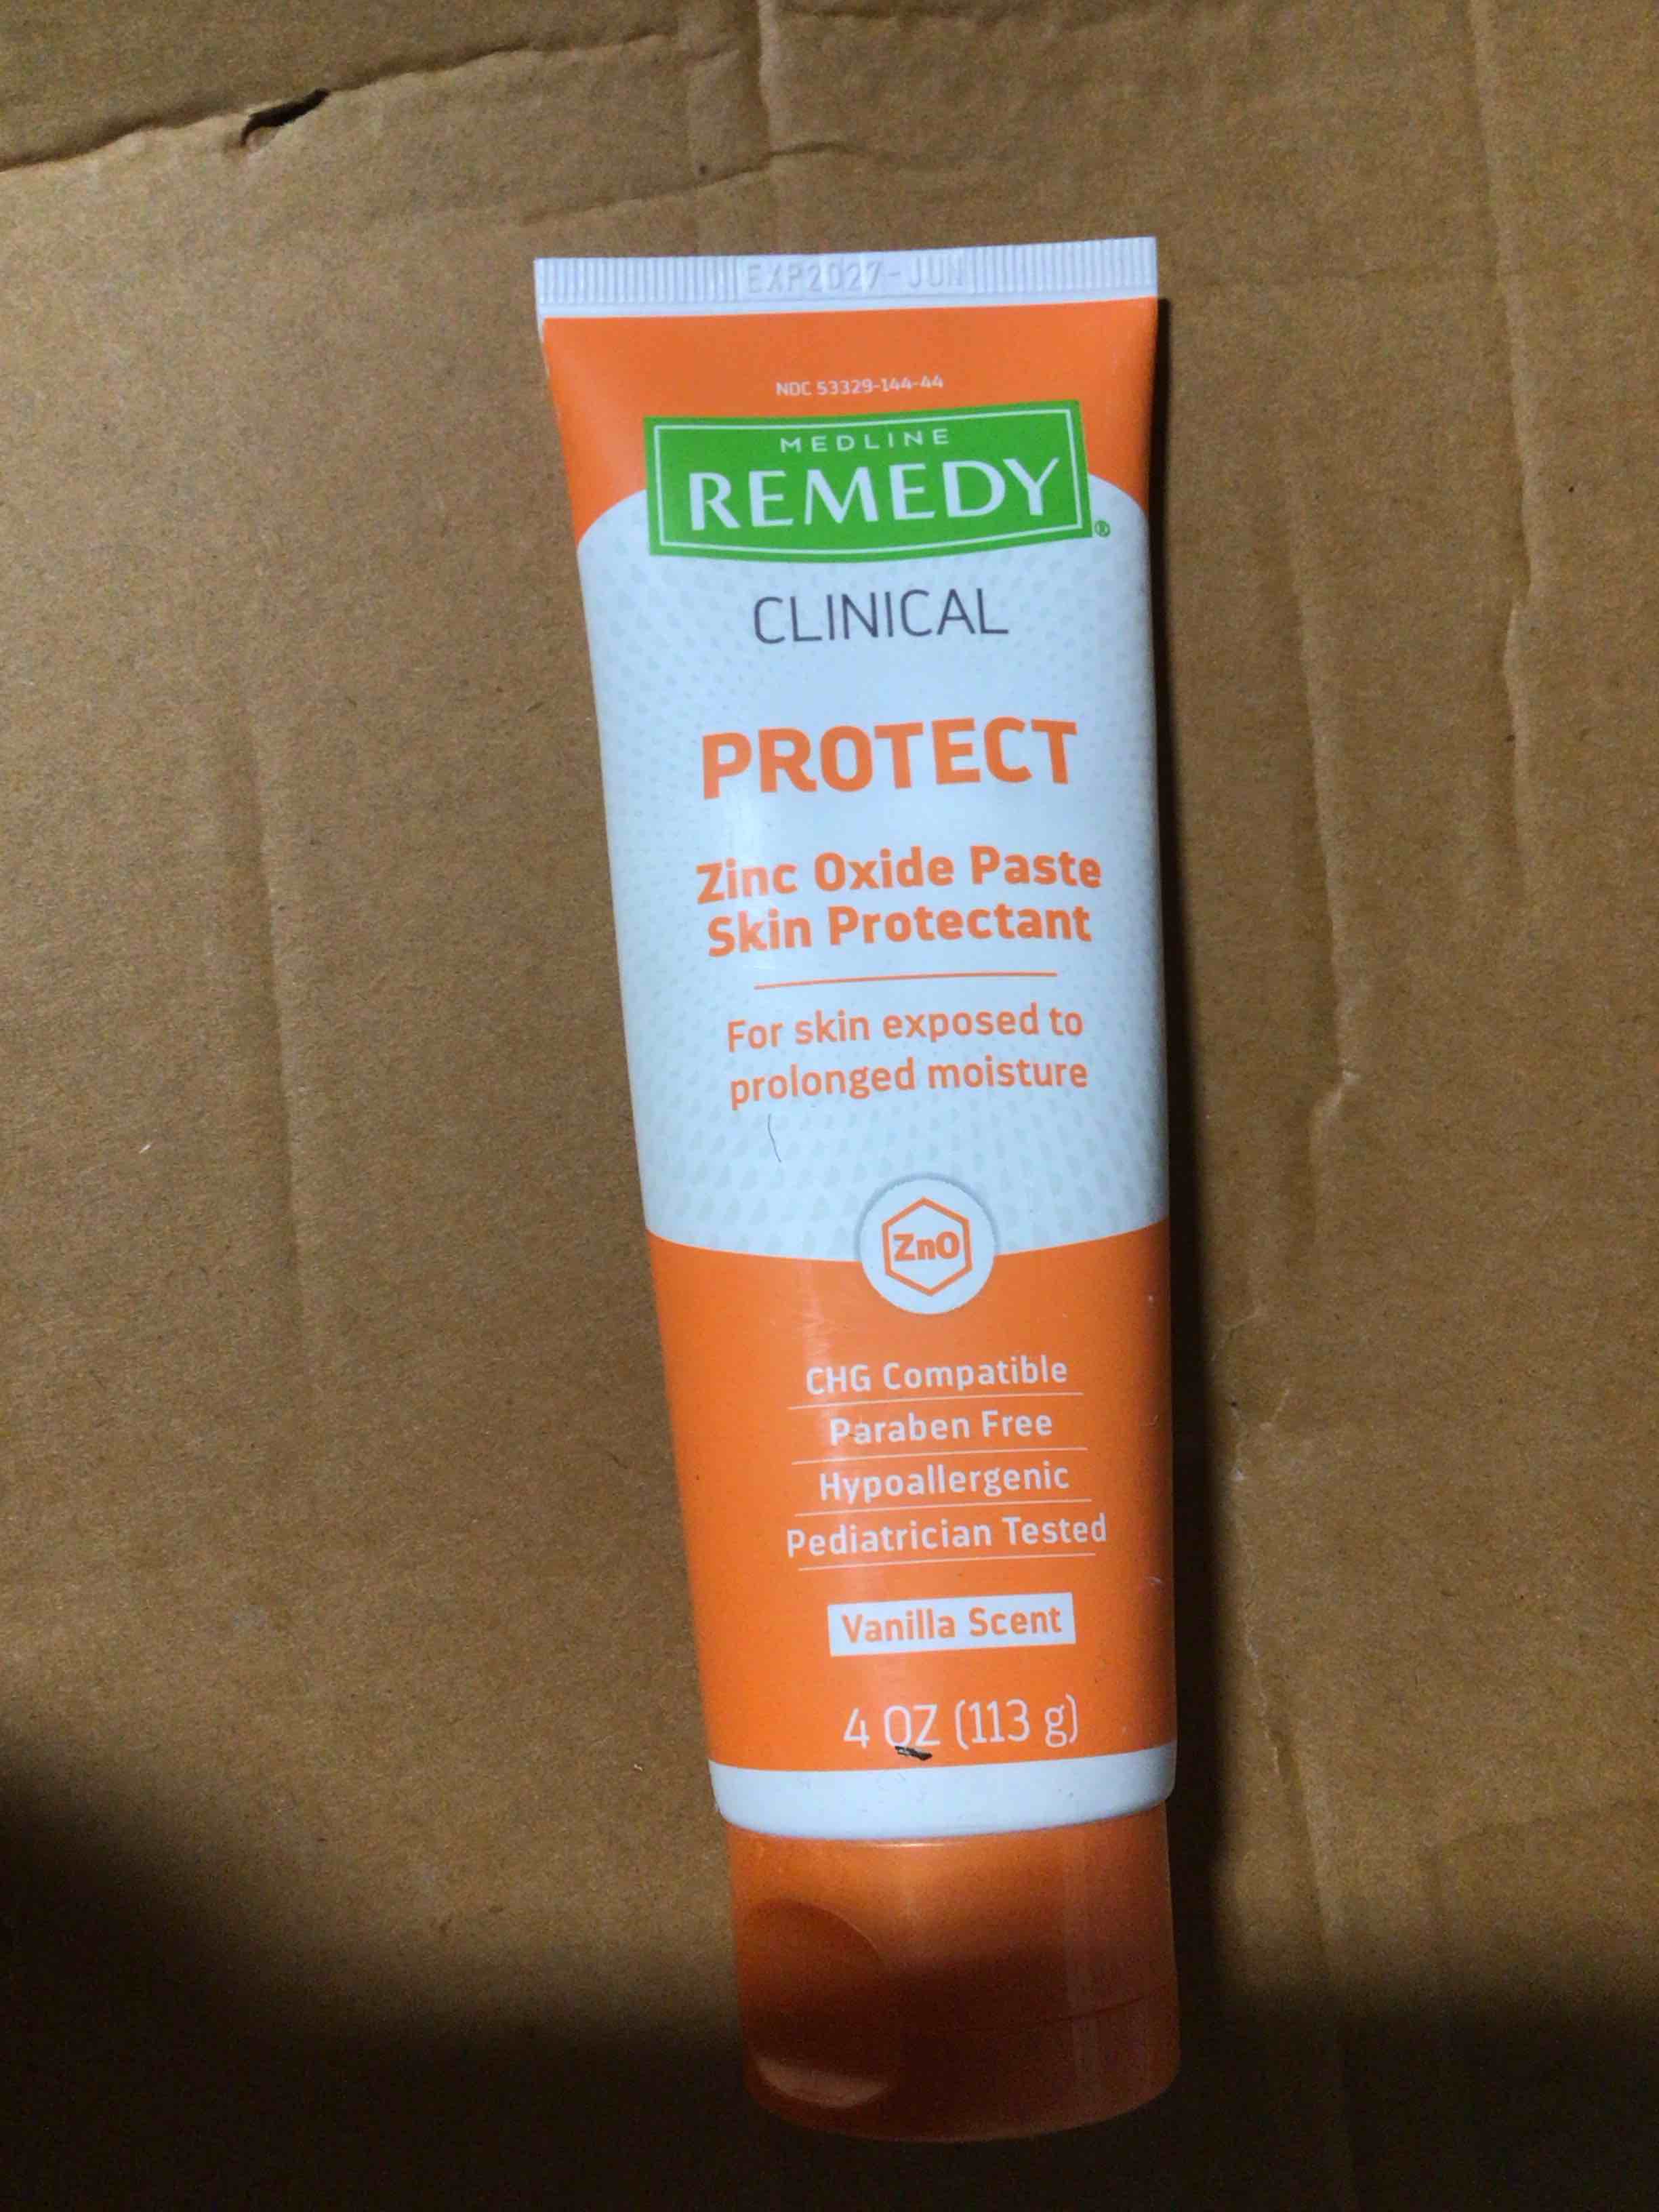 EXP2027-JUN
NDC 53329-144-44
MEDLINE
REMEDY®
CLINICAL
PROTECT
Zinc Oxide Paste
Skin Protectant
For skin exposed to
prolonged moisture
ZnO
CHG Compatible
Paraben Free
Hypoallergenic
Pediatrician Tested
Vanilla Scent
4 OZ (113 g)